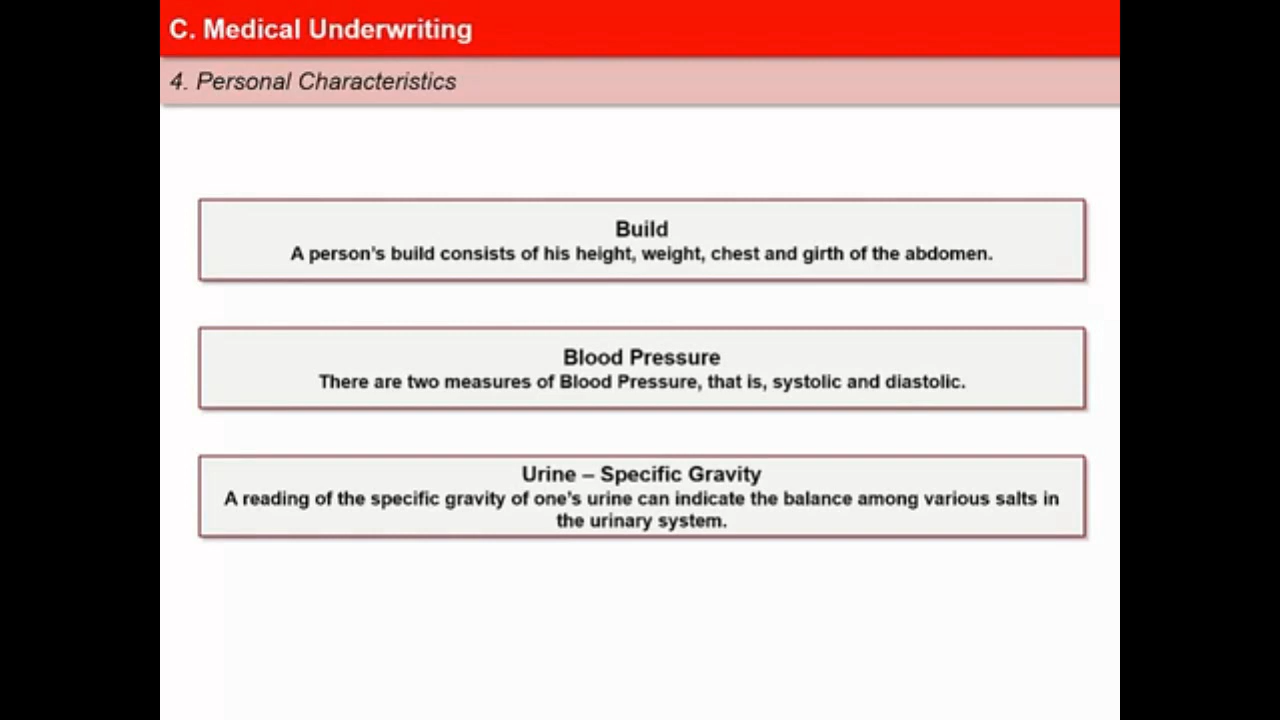 C. Medical Underwriting
4. Personal Characteristics
Build
A person's build consists of his height, weight, chest and girth of the abdomen.
Blood Pressure
There are two measures of Blood Pressure, that is, systolic and diastolic.
Urine – Specific Gravity
A reading of the specific gravity of one's urine can indicate the balance among various salts in
the urinary system.